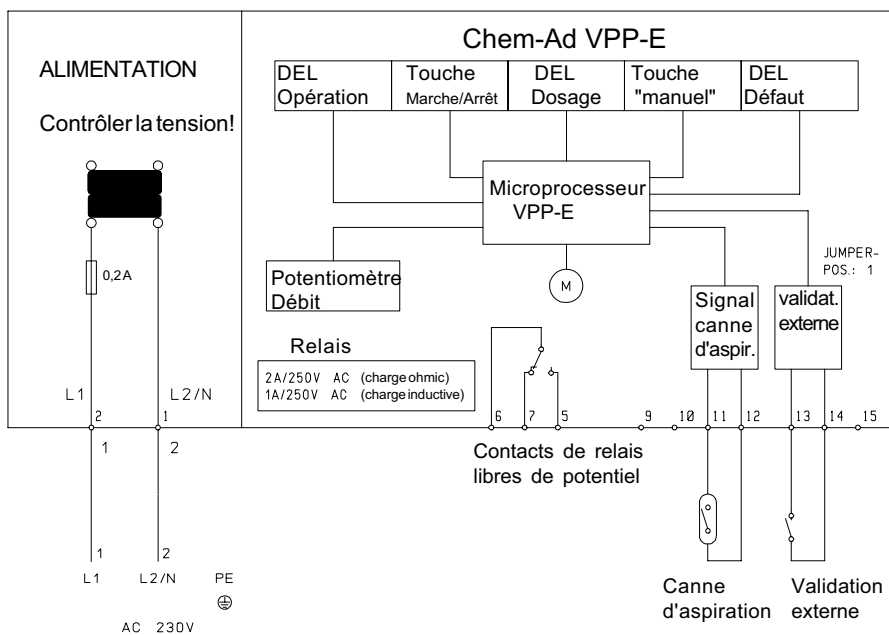 ALIMENTATION
Contrôler la tension!
0,2A
L1
L2/N
2
1
1
2
1
2
L1
L2/N
PE
AC 230V
Chem-Ad VPP-E
DEL
Opération
Touche
Marche/Arrêt
DEL
Dosage
Touche
"manuel"
DEL
Défaut
Microprocesseur
VPP-E
Potentiomètre
Débit
M
JUMPER-
POS.: 1
Signal
canne
d'aspir.
validat.
externe
Relais
2A/250V AC (charge ohmic)
1A/250V AC (charge inductive)
6
7
5
9
10
11
12
13
14
15
Contacts de relais
libres de potentiel
Canne
d'aspiration
Validation
externe